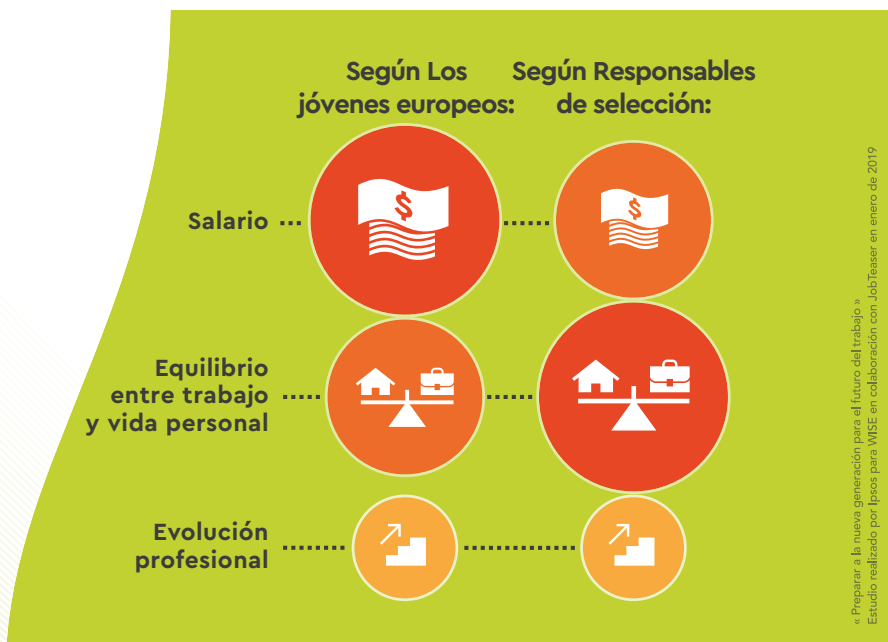 Según Los
jóvenes europeos:
Según Responsables
de selección:
Salario
$
$
Equilibrio
entre trabajo
y vida personal
Evolución
profesional
« Preparar a la nueva generación para el futuro del trabajo »
Estudio realizado por Ipsos para WISE en colaboración con JobTeaser en enero de 2019